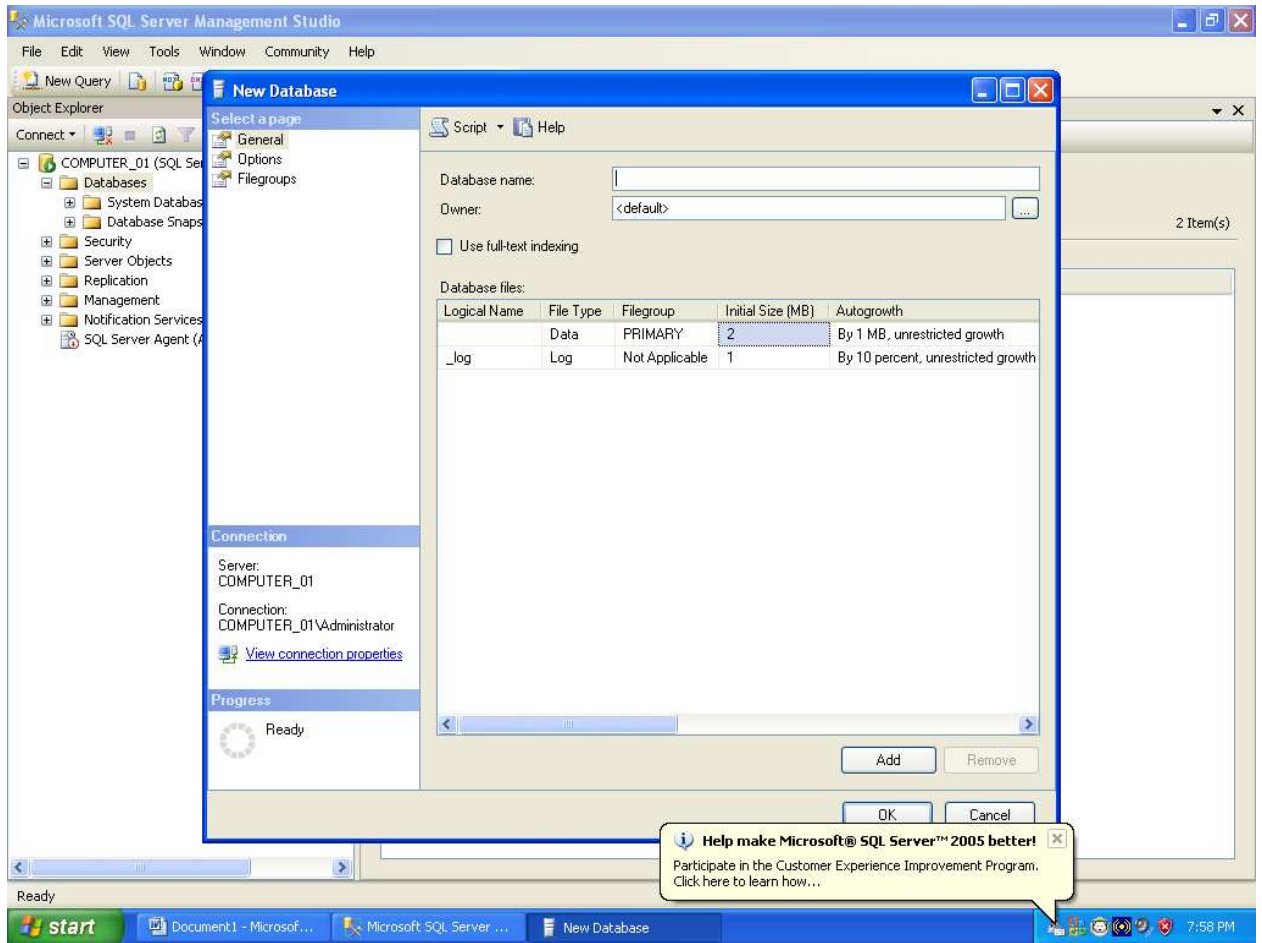 Microsoft SQL Server Management Studio
File Edit View Tools Window Community Help
New Query
Object Explorer
Connect
COMPUTER_01 (SQL Ser
Databases
System Databas
Database Snaps
Security
Server Objects
Replication
Management
Notification Services
SQL Server Agent (A
2 Item(s)
New Database
Select a page
General
Options
Filegroups
Script Help
Database name:
Owner: <default> ...
Use full-text indexing
Database files:
Logical Name File Type Filegroup Initial Size (MB) Autogrowth
Data PRIMARY 2 By 1 MB, unrestricted growth
_log Log Not Applicable 1 By 10 percent, unrestricted growth
Connection
Server:
COMPUTER_01
Connection:
COMPUTER_01\Administrator
View connection properties
Progress
Ready
Add Remove
OK Cancel
Help make Microsoft® SQL Server™ 2005 better!
Participate in the Customer Experience Improvement Program.
Click here to learn how...
Ready
start Document1 - Microsof... Microsoft SQL Server ... New Database 7:58 PM